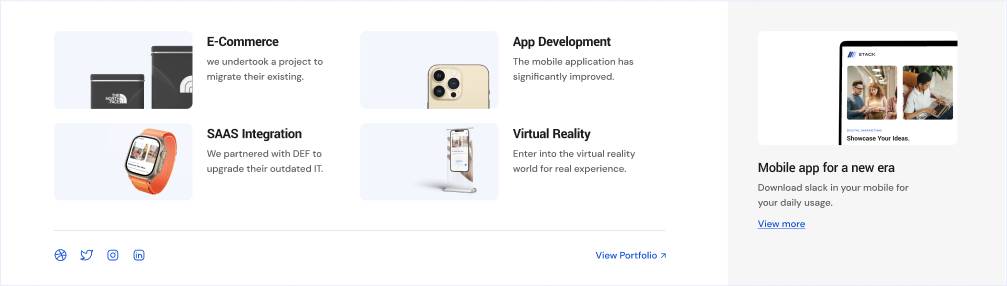 E-Commerce
we undertook a project to
migrate their existing.
THE
NORTH
FACE
App Development
The mobile application has
significantly improved.
SAAS Integration
We partnered with DEF to
upgrade their outdated IT.
Virtual Reality
Enter into the virtual reality
world for real experience.
View Portfolio
STACK
DIGITAL MARKETING
Showcase Your Ideas.
Mobile app for a new era
Download slack in your mobile for
your daily usage.
View more